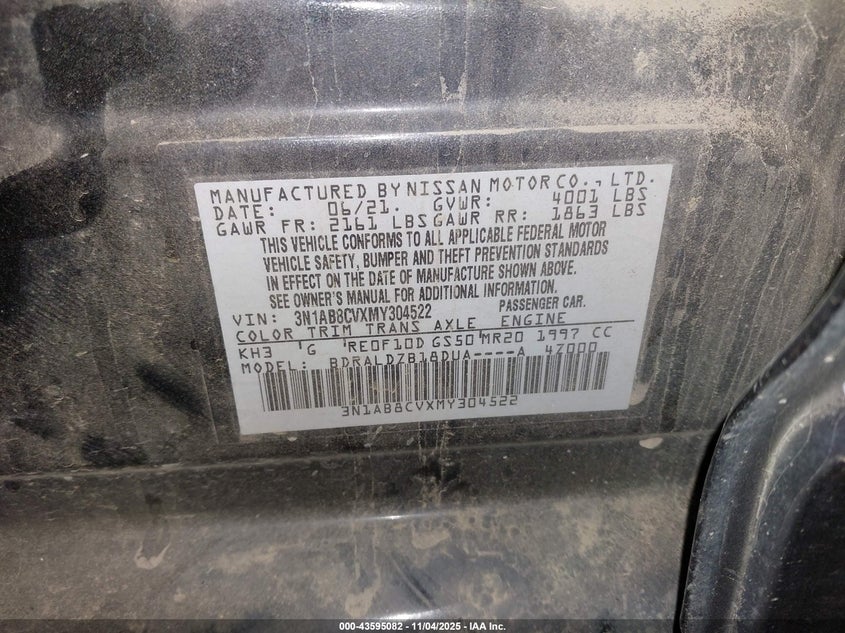 MANUFACTURED BY NISSAN MOTOR CO., LTD.
DATE: 06/21. GVWR: 4001 LBS
GAWR FR: 2161 LBS GAWR RR: 1863 LBS
THIS VEHICLE CONFORMS TO ALL APPLICABLE FEDERAL MOTOR
VEHICLE SAFETY, BUMPER AND THEFT PREVENTION STANDARDS
IN EFFECT ON THE DATE OF MANUFACTURE SHOWN ABOVE.
SEE OWNER'S MANUAL FOR ADDITIONAL INFORMATION.
VIN: 3N1AB8CVXMY304522 PASSENGER CAR.
COLOR TRIM TRANS AXLE ENGINE
KH3 'G 'RE0F10D GS50'MR20 1997 CC
MODEL: BDRALDZB18DUA----A 4Z000
3N1AB8CVXMY304522
000-43595082 - 11/04/2025 - IAA Inc.